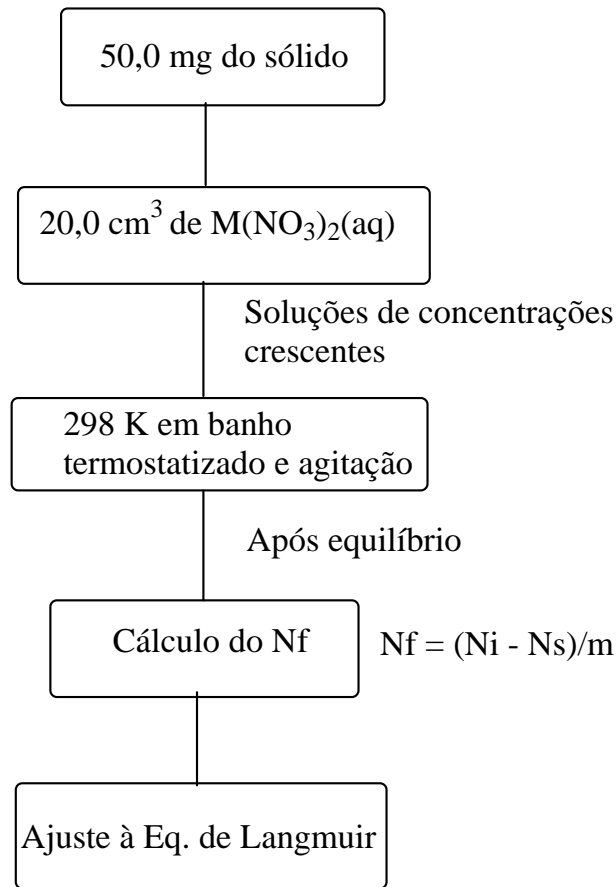 50,0 mg do sólido
20,0 cm³ de M(NO₃)₂(aq)
Soluções de concentrações
crescentes
298 K em banho
termostatizado e agitação
Após equilíbrio
Cálculo do Nf
Nf = (Ni - Ns)/m
Ajuste à Eq. de Langmuir